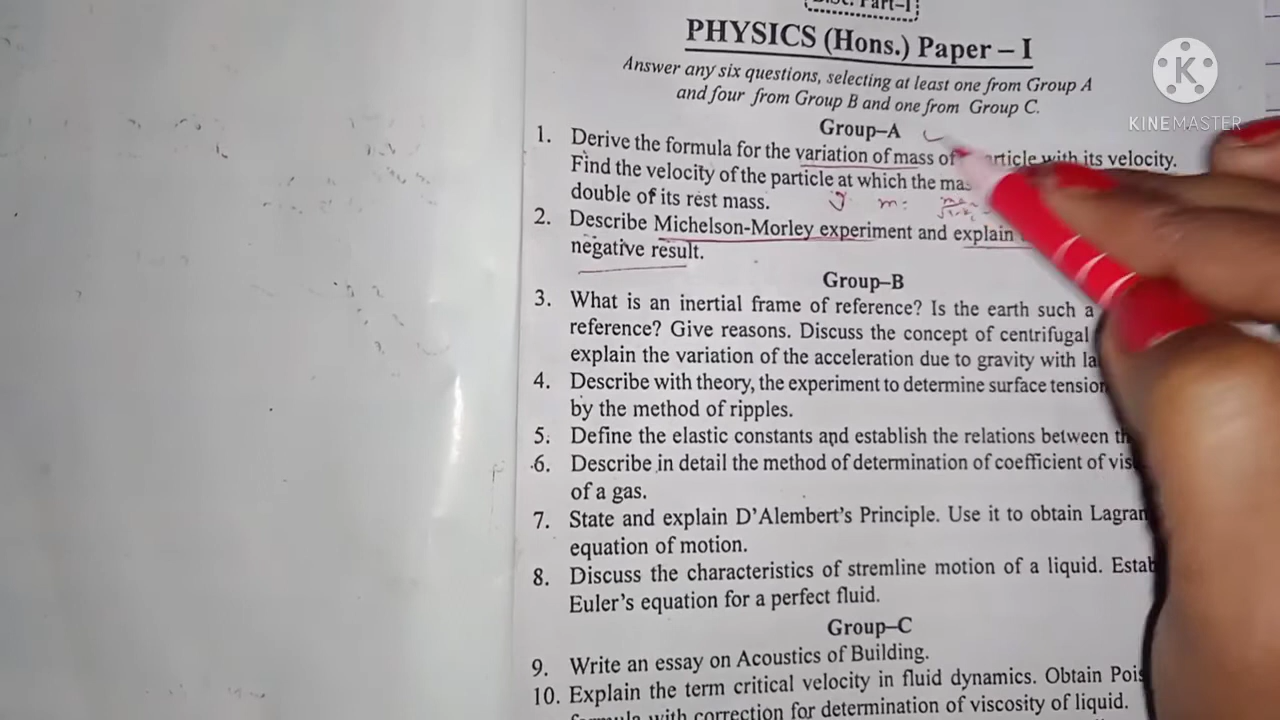 Part-I
PHYSICS (Hons.) Paper – I
KINEMASTER
Answer any six questions, selecting at least one from Group A
and four from Group B and one from Group C.
Group–A
1. Derive the formula for the variation of mass of particle with its velocity.
Find the velocity of the particle at which the
double of its rest mass. m =
2. Describe Michelson-Morley experiment and explain
negative result.
Group–B
3. What is an inertial frame of reference? Is the earth such a
reference? Give reasons. Discuss the concept of centrifugal
explain the variation of the acceleration due to gravity with
4. Describe with theory, the experiment to determine surface tension
by the method of ripples.
5. Define the elastic constants and establish the relations between
6. Describe in detail the method of determination of coefficient of
of a gas.
7. State and explain D'Alembert's Principle. Use it to obtain
equation of motion.
8. Discuss the characteristics of stremline motion of a liquid.
Euler's equation for a perfect fluid.
Group–C
9. Write an essay on Acoustics of Building.
10. Explain the term critical velocity in fluid dynamics. Obtain
formula with correction for determination of viscosity of liquid.